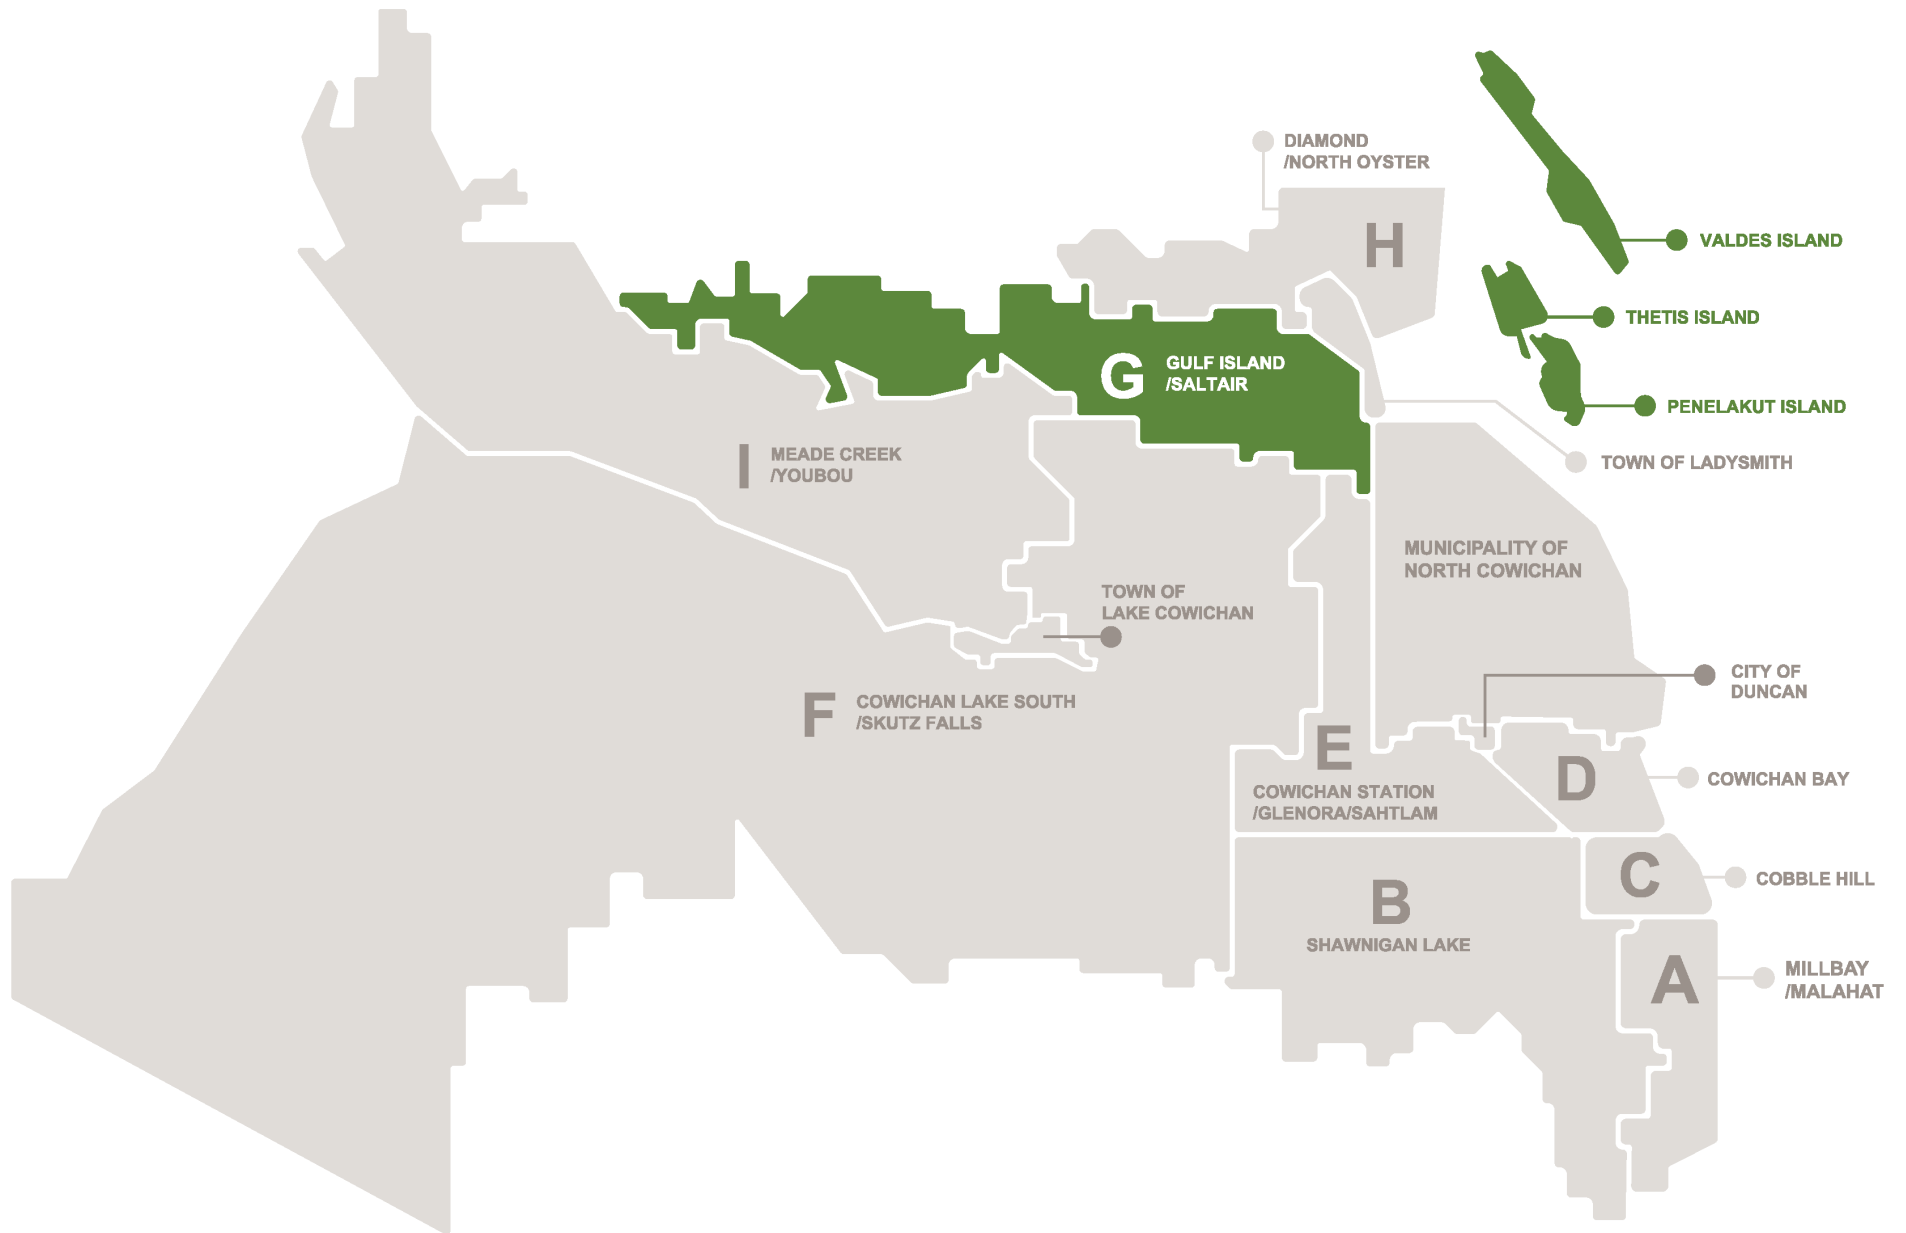 DIAMOND
/NORTH OYSTER
H
VALDES ISLAND
THETIS ISLAND
G
GULF ISLAND
/SALTAIR
PENELAKUT ISLAND
I
MEADE CREEK
/YOUBOU
TOWN OF LADYSMITH
MUNICIPALITY OF
NORTH COWICHAN
TOWN OF
LAKE COWICHAN
CITY OF
DUNCAN
F
COWICHAN LAKE SOUTH
/SKUTZ FALLS
E
COWICHAN STATION
/GLENORA/SAHTLAM
D
COWICHAN BAY
C
COBBLE HILL
B
SHAWNIGAN LAKE
A
MILLBAY
/MALAHAT